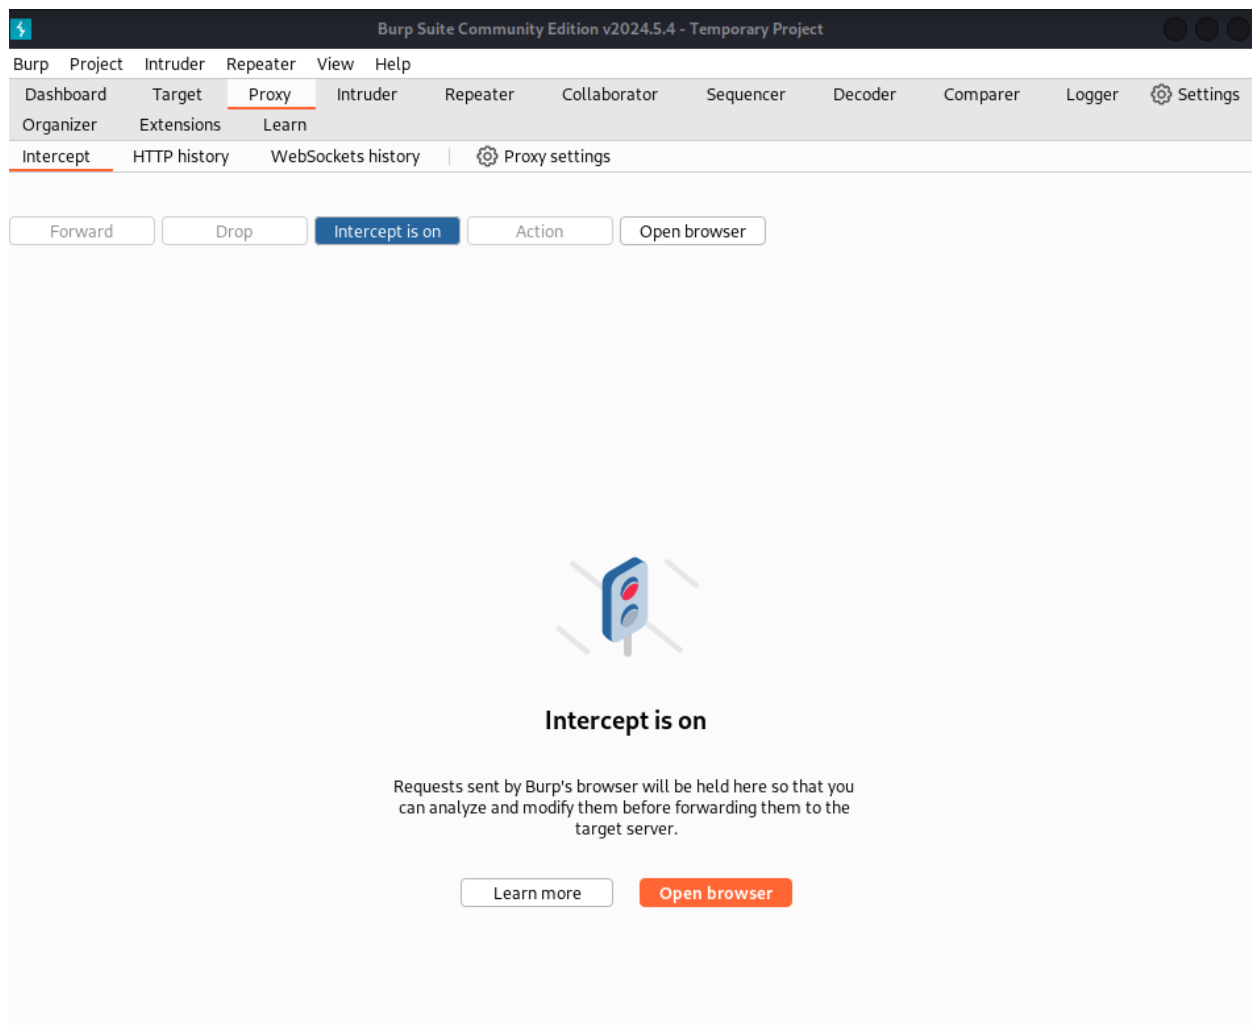 Burp Suite Community Edition v2024.5.4 - Temporary Project
Burp Project Intruder Repeater View Help
Dashboard Target Proxy Intruder Repeater Collaborator Sequencer Decoder Comparer Logger Settings
Organizer Extensions Learn
Intercept HTTP history WebSockets history Proxy settings
Forward Drop Intercept is on Action Open browser
Intercept is on
Requests sent by Burp's browser will be held here so that you
can analyze and modify them before forwarding them to the
target server.
Learn more Open browser